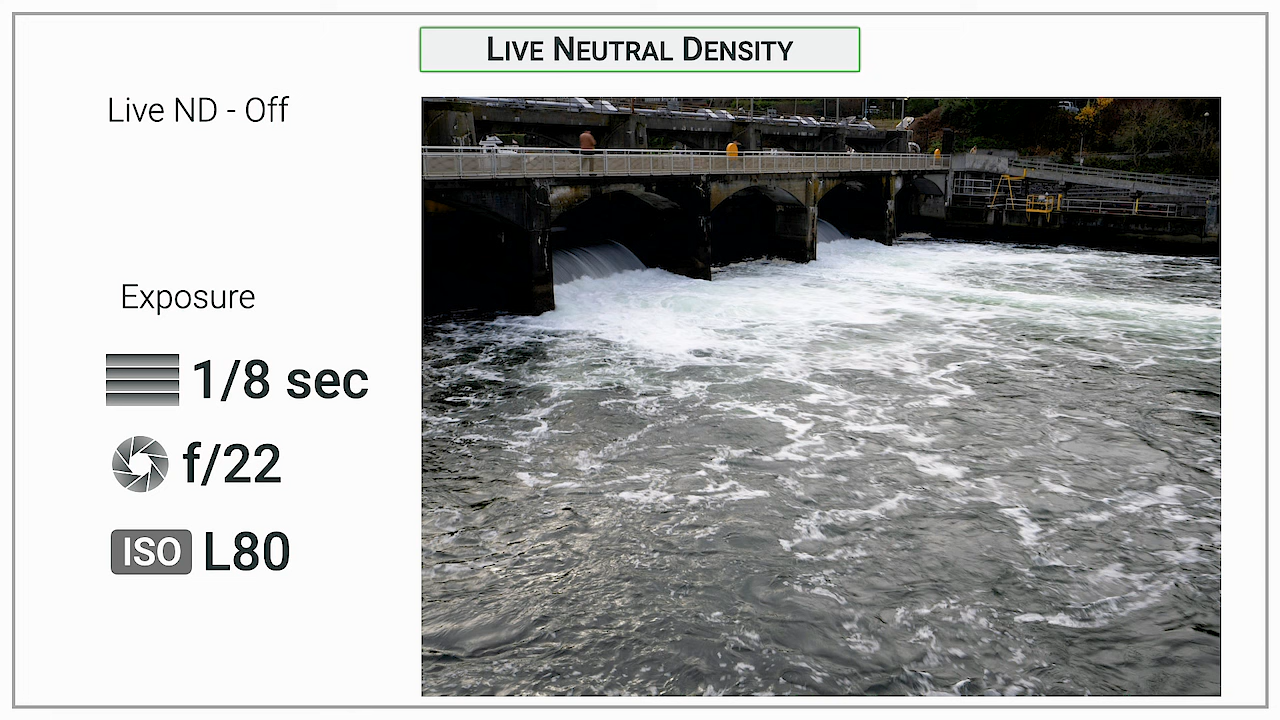 LIVE NEUTRAL DENSITY
Live ND - Off
Exposure
1/8 sec
f/22
ISO L80